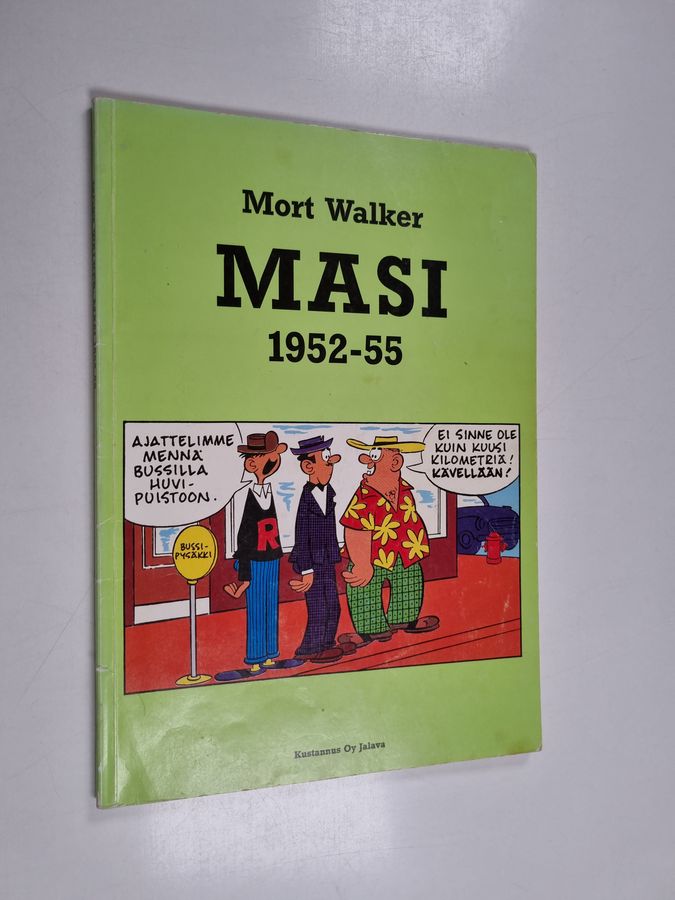 Mort Walker
MASI
1952-55
AJATTELIMME
MENNÄ
BUSSILLA
HUVI-
PUISTOON.
EI SINNE OLE
KUIN KUUSI
KILOMETRIÄ!
KÄVELLÄÄN!
BUSSI-
PYSÄKKI
R
Kustannus Oy Jalava